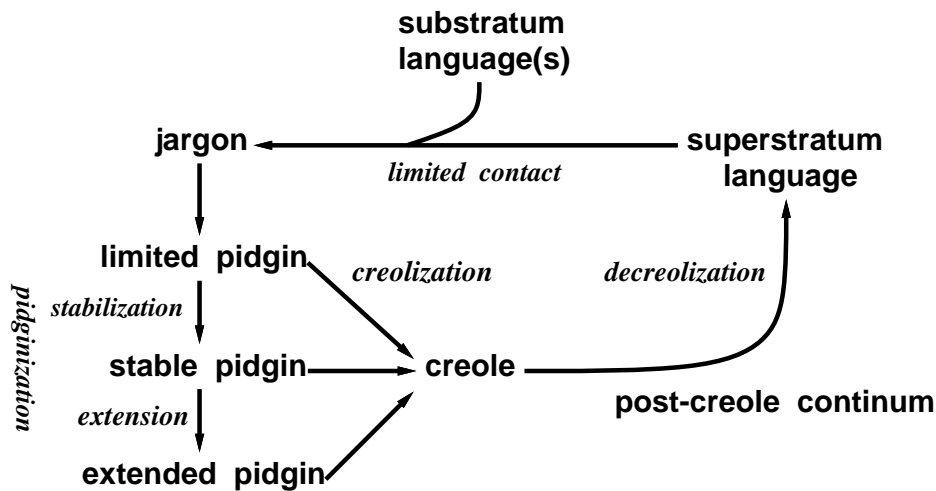 substratum
language(s)
jargon
superstratum
language
limited contact
limited pidgin
creolization
decreolization
pidginization
stabilization
stable pidgin
creole
post-creole continum
extension
extended pidgin